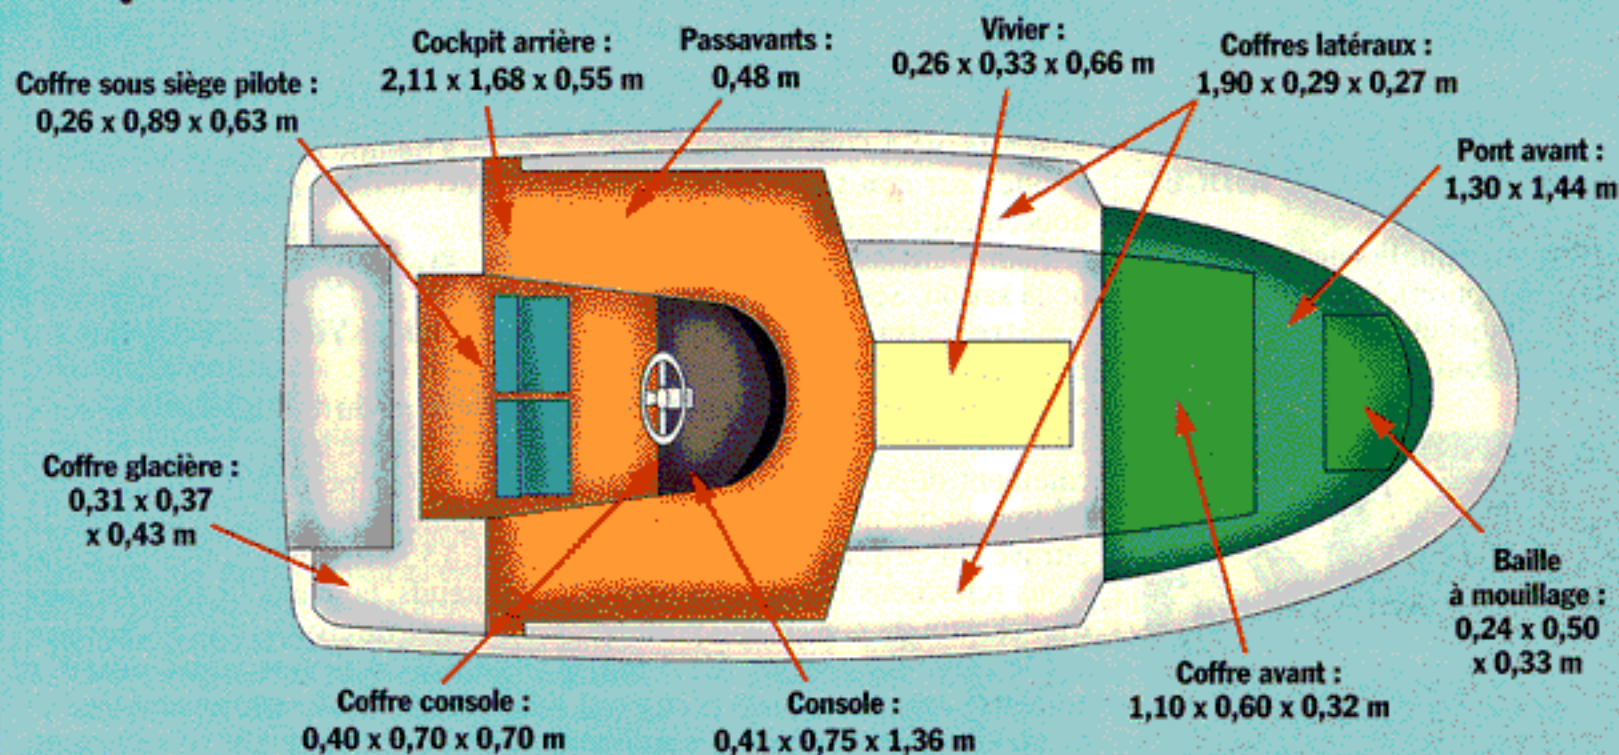 Coffre sous siège pilote :
0,26 x 0,89 x 0,63 m
Cockpit arrière :
2,11 x 1,68 x 0,55 m
Passavants :
0,48 m
Vivier :
0,26 x 0,33 x 0,66 m
Coffres latéraux :
1,90 x 0,29 x 0,27 m
Pont avant :
1,30 x 1,44 m
Coffre glacière :
0,31 x 0,37
x 0,43 m
Coffre console :
0,40 x 0,70 x 0,70 m
Console :
0,41 x 0,75 x 1,36 m
Coffre avant :
1,10 x 0,60 x 0,32 m
Baille
à mouillage :
0,24 x 0,50
x 0,33 m